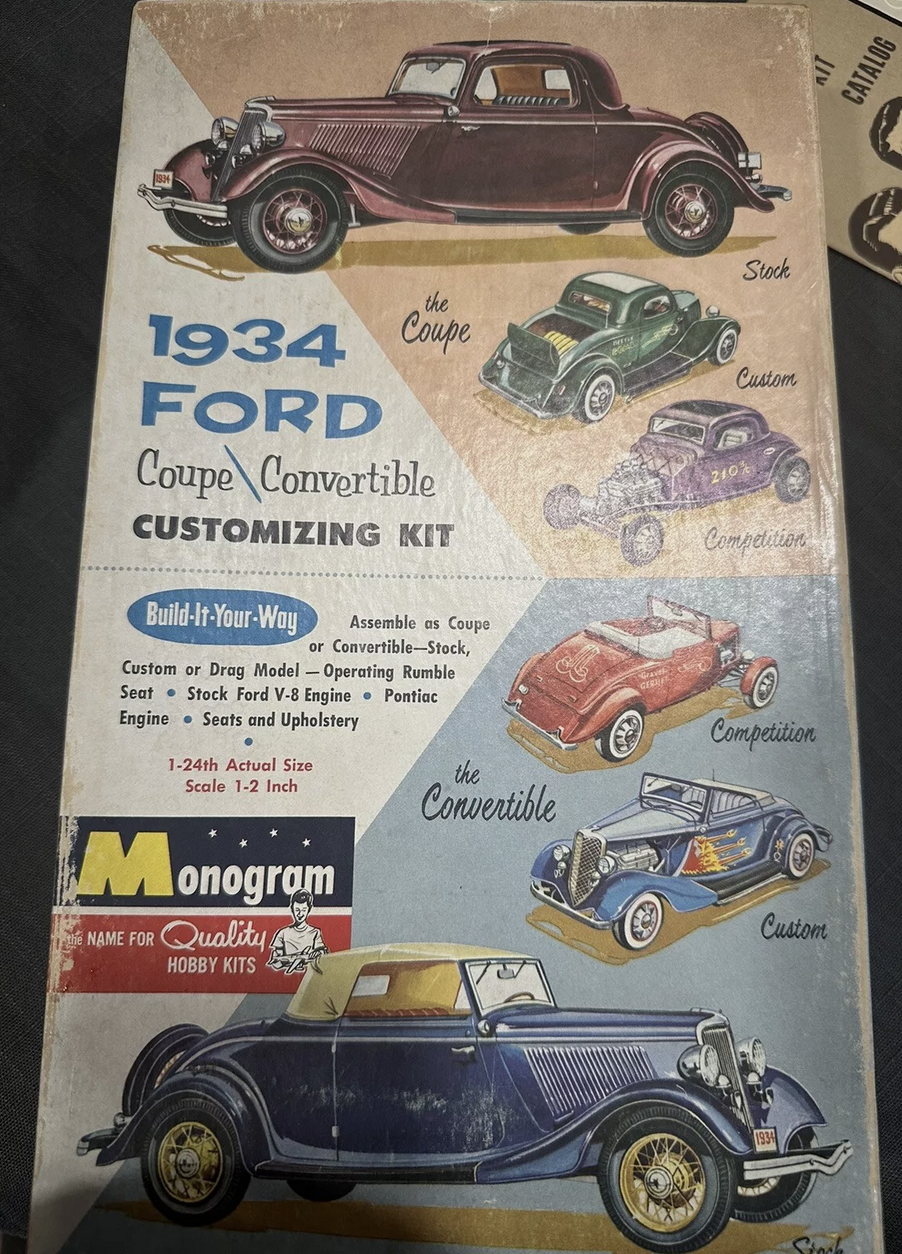 KIT
CATALOG
1934
Stock
the
Coupe
Custom
1934
FORD
Coupe\Convertible
CUSTOMIZING KIT
210%
Competition
Build-It-Your-Way
Assemble as Coupe
or Convertible—Stock,
Custom or Drag Model — Operating Rumble
Seat • Stock Ford V-8 Engine • Pontiac
Engine • Seats and Upholstery
•
1-24th Actual Size
Scale 1-2 Inch
Competition
the
Convertible
Custom
Monogram
the NAME FOR Quality
HOBBY KITS
1934
Stock